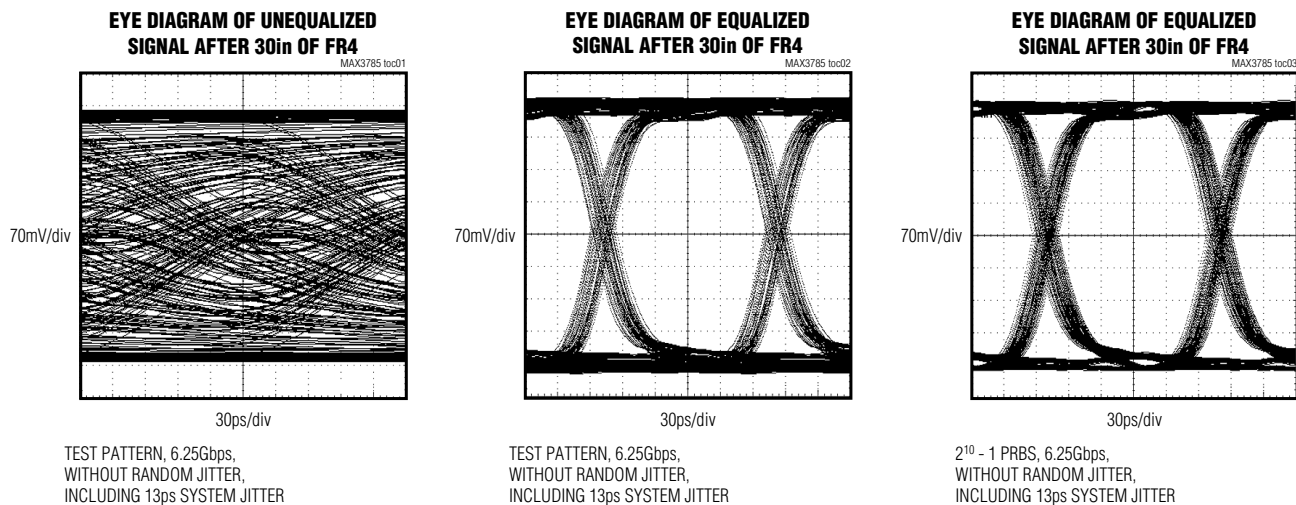 EYE DIAGRAM OF UNEQUALIZED
SIGNAL AFTER 30in OF FR4
MAX3785 toc01
70mV/div
30ps/div
TEST PATTERN, 6.25Gbps,
WITHOUT RANDOM JITTER,
INCLUDING 13ps SYSTEM JITTER
EYE DIAGRAM OF EQUALIZED
SIGNAL AFTER 30in OF FR4
MAX3785 toc02
70mV/div
30ps/div
TEST PATTERN, 6.25Gbps,
WITHOUT RANDOM JITTER,
INCLUDING 13ps SYSTEM JITTER
EYE DIAGRAM OF EQUALIZED
SIGNAL AFTER 30in OF FR4
MAX3785 toc03
70mV/div
30ps/div
2¹⁰ - 1 PRBS, 6.25Gbps,
WITHOUT RANDOM JITTER,
INCLUDING 13ps SYSTEM JITTER